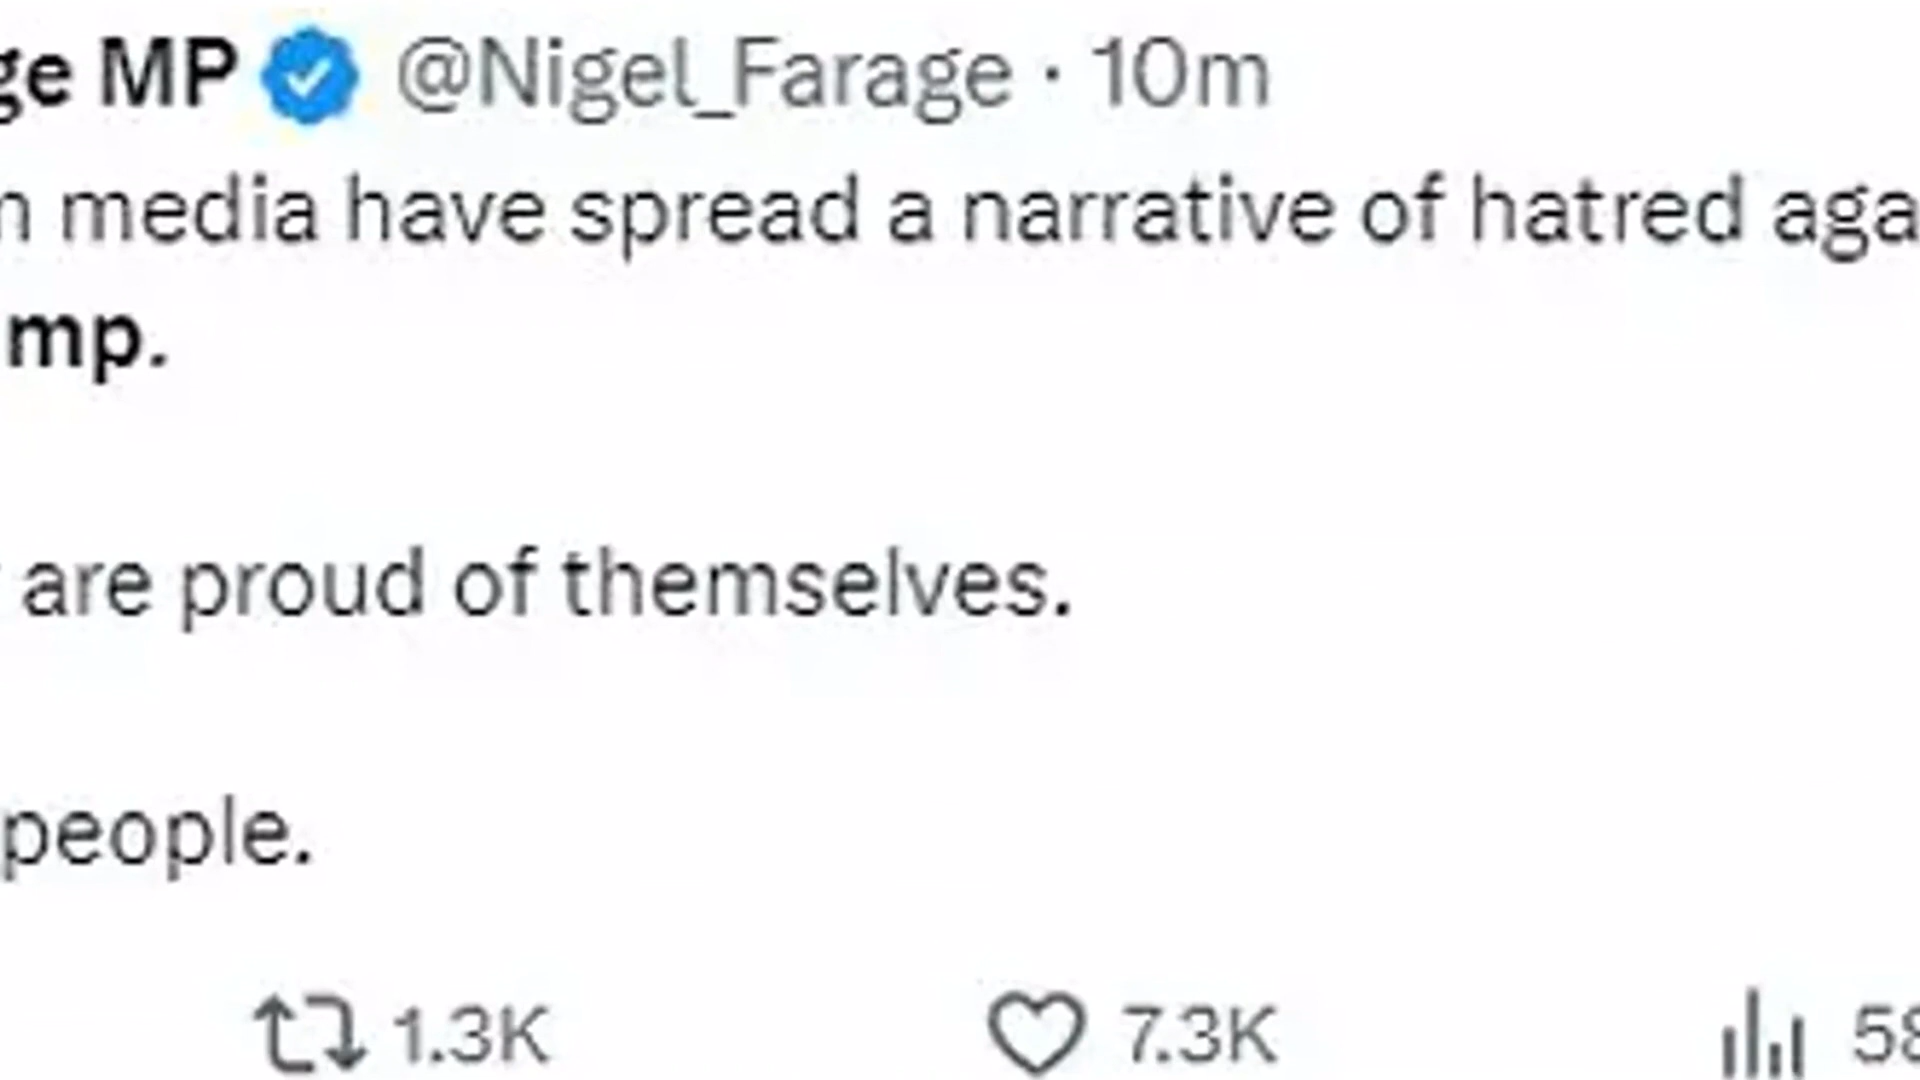 ge MP @Nigel_Farage · 10m
media have spread a narrative of hatred aga
mp.
are proud of themselves.
people.
1.3K 7.3K 58